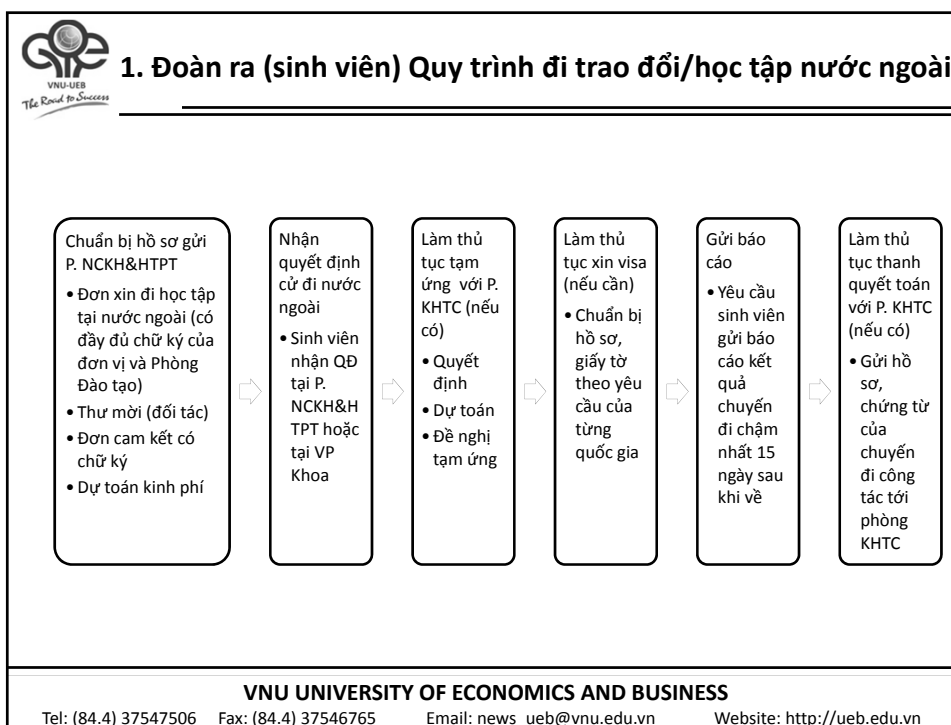 VNU-UEB
The Road to Success
1. Đoàn ra (sinh viên) Quy trình đi trao đổi/học tập nước ngoài
Chuẩn bị hồ sơ gửi
P. NCKH&HTPT
• Đơn xin đi học tập
tại nước ngoài (có
đầy đủ chữ ký của
đơn vị và Phòng
Đào tạo)
• Thư mời (đối tác)
• Đơn cam kết có
chữ ký
• Dự toán kinh phí
Nhận
quyết định
cử đi nước
ngoài
• Sinh viên
nhận QĐ
tại P.
NCKH&H
TPT hoặc
tại VP
Khoa
Làm thủ
tục tạm
ứng với P.
KHTC (nếu
có)
• Quyết
định
• Dự toán
• Đề nghị
tạm ứng
Làm thủ
tục xin visa
(nếu cần)
• Chuẩn bị
hồ sơ,
giấy tờ
theo yêu
cầu của
từng
quốc gia
Gửi báo
cáo
• Yêu cầu
sinh viên
gửi báo
cáo kết
quả
chuyến
đi chậm
nhất 15
ngày sau
khi về
Làm thủ
tục thanh
quyết toán
với P. KHTC
(nếu có)
• Gửi hồ
sơ,
chứng từ
của
chuyến
đi công
tác tới
phòng
KHTC
VNU UNIVERSITY OF ECONOMICS AND BUSINESS
Tel: (84.4) 37547506 Fax: (84.4) 37546765 Email: news_ueb@vnu.edu.vn Website: http://ueb.edu.vn